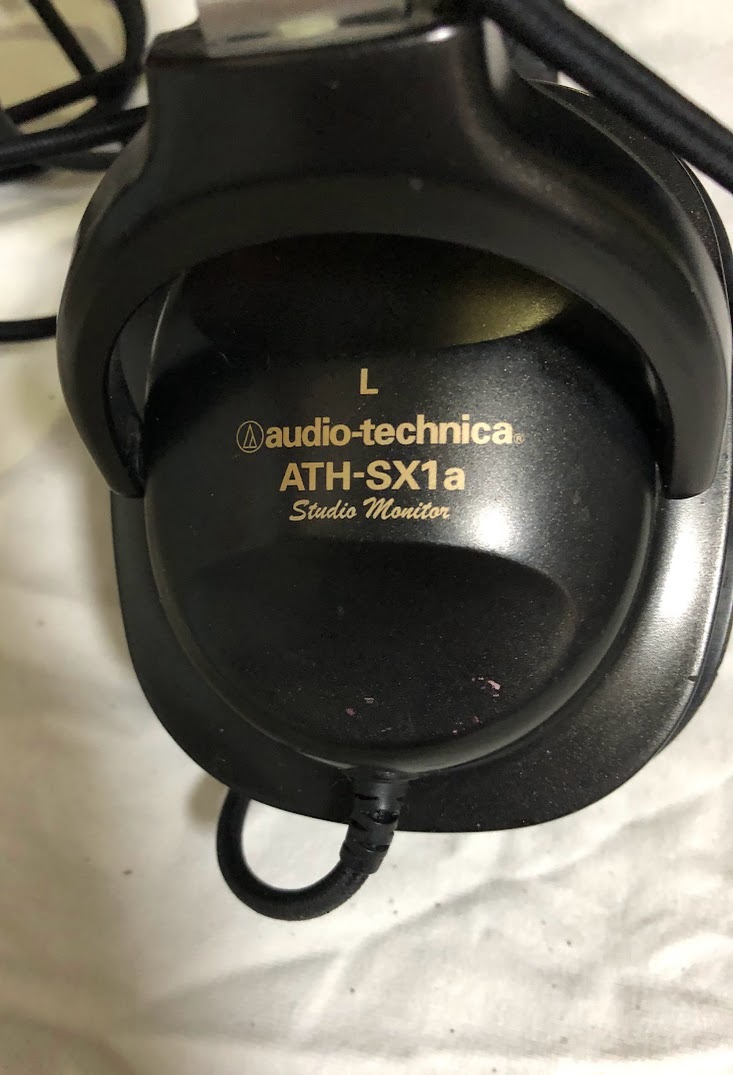 L
audio-technica®
ATH-SX1a
Studio Monitor